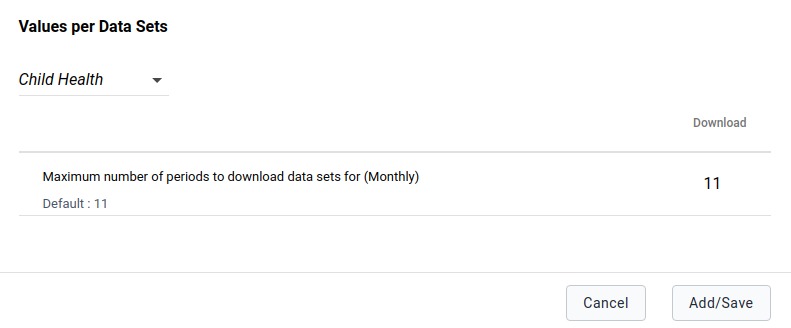 Values per Data Sets
Child Health
Download
Maximum number of periods to download data sets for (Monthly)
11
Default : 11
Cancel
Add/Save